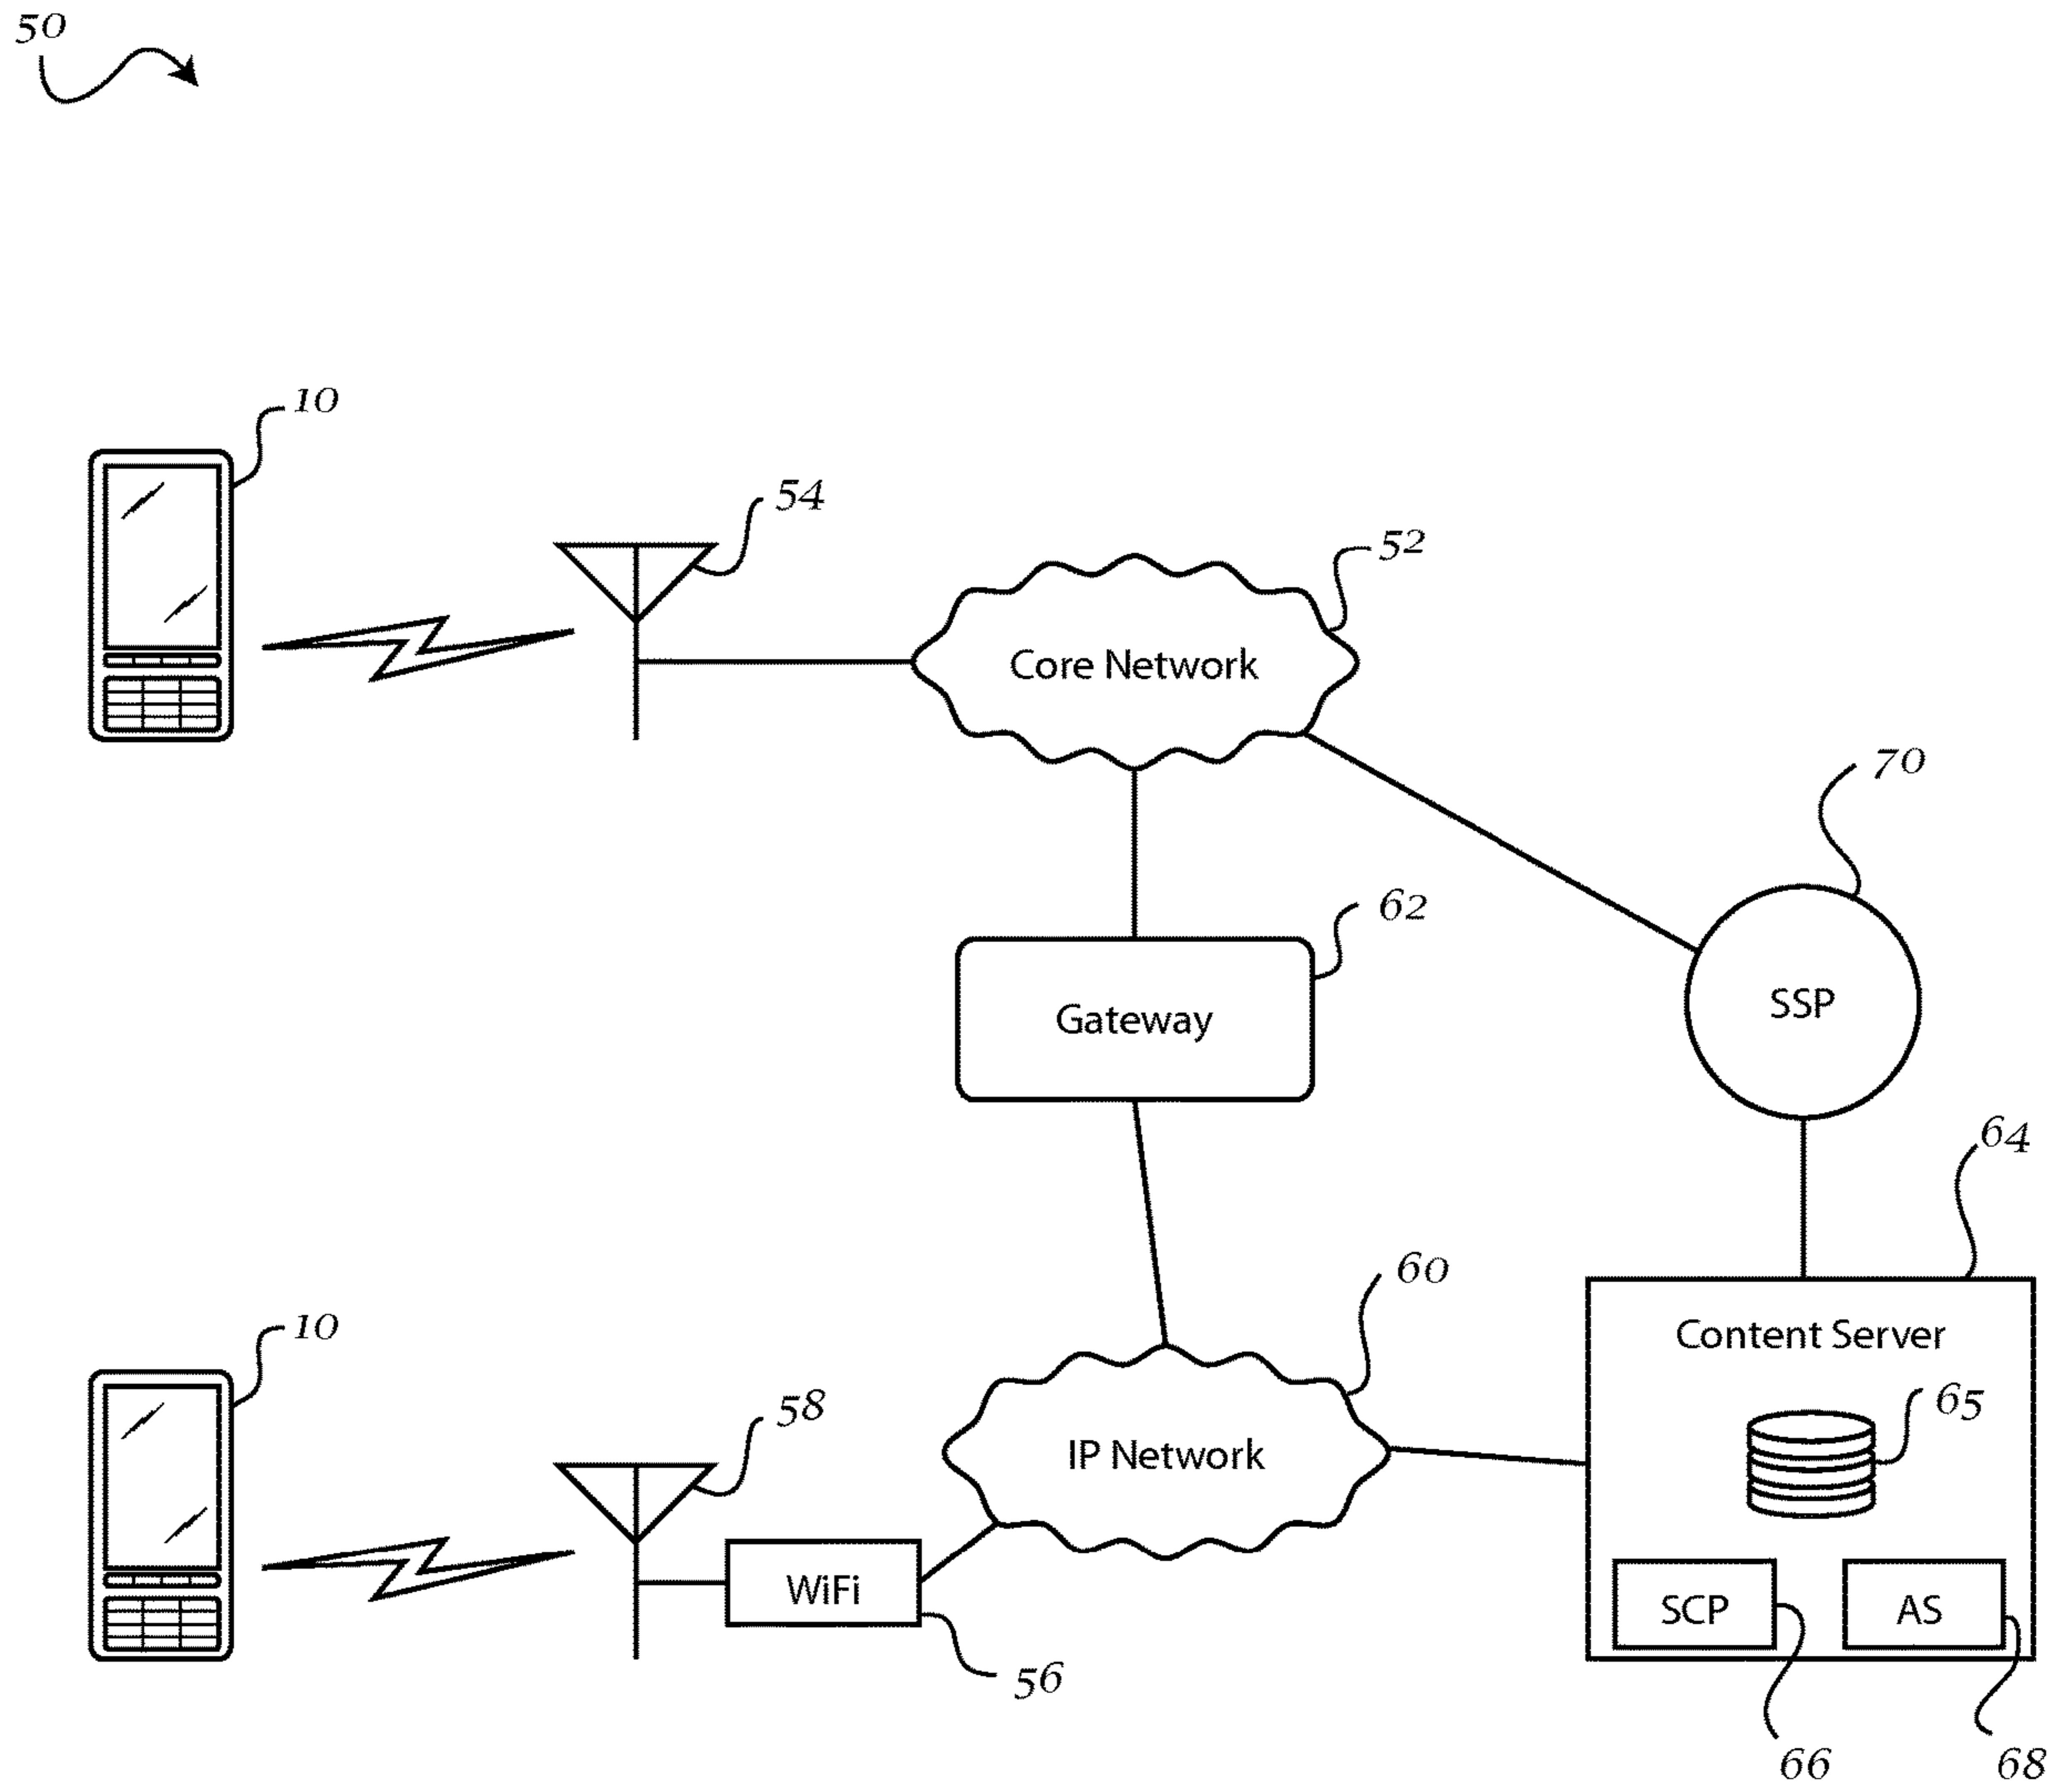 50
10
54
52
Core Network
70
62
Gateway
SSP
64
60
Content Server
10
58
65
IP Network
WiFi
SCP
AS
56
66
68